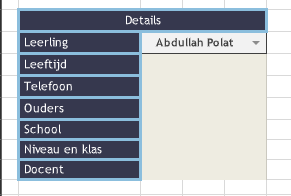 Details
Leerling Abdullah Polat
Leeftijd
Telefoon
Ouders
School
Niveau en klas
Docent